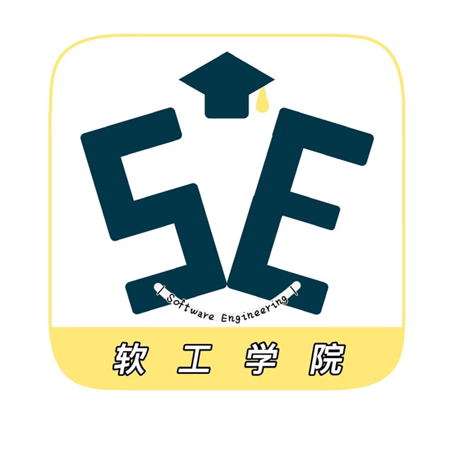 SE
| Software Engineering |
软工学院